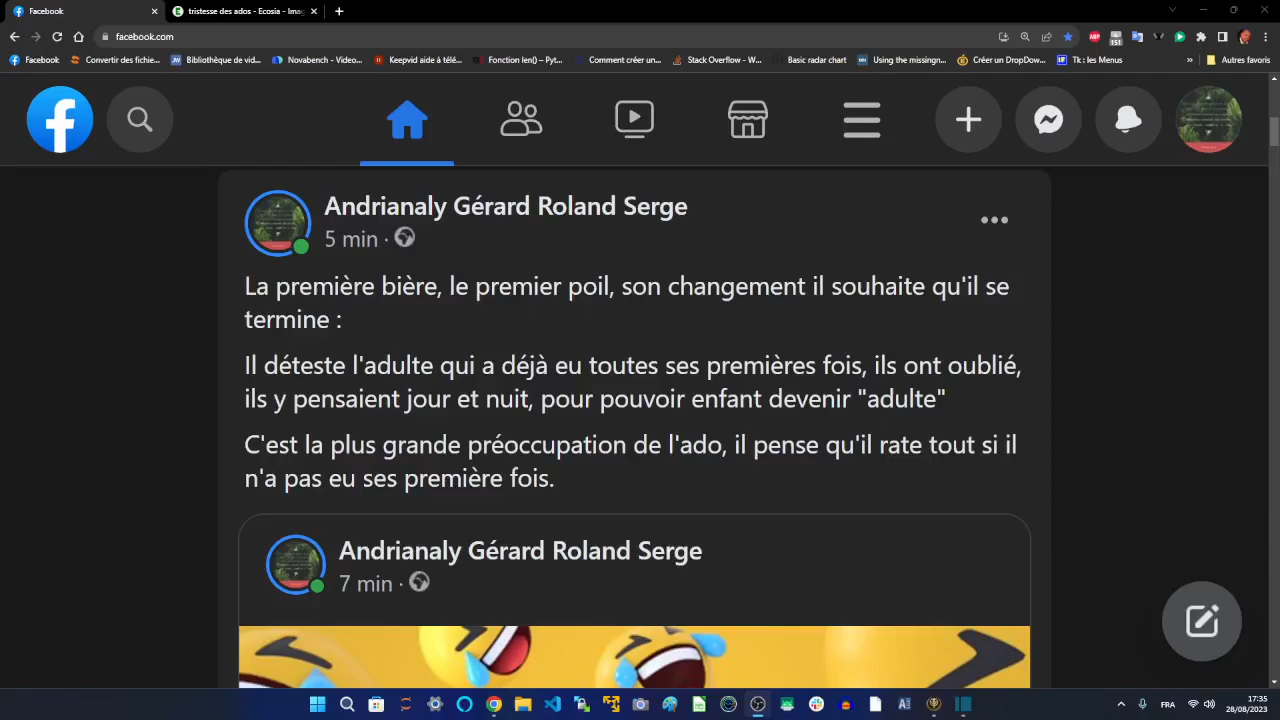 Facebook
tristesse des ados - Ecosia - Imag
facebook.com
151
Facebook
Convertir des fichie...
Bibliothèque de vid...
Novabench - Video...
Keepvid aide à télé...
Fonction len() – Pyt...
Comment créer un...
Stack Overflow - W...
Basic radar chart
Using the missingn...
Créer un DropDow...
Tk : les Menus
»
Autres favoris
Andrianaly Gérard Roland Serge
5 min ·
La première bière, le premier poil, son changement il souhaite qu'il se
termine :
Il déteste l'adulte qui a déjà eu toutes ses premières fois, ils ont oublié,
ils y pensaient jour et nuit, pour pouvoir enfant devenir "adulte"
C'est la plus grande préoccupation de l'ado, il pense qu'il rate tout si il
n'a pas eu ses première fois.
Andrianaly Gérard Roland Serge
7 min ·
FRA
17:35
28/08/2023